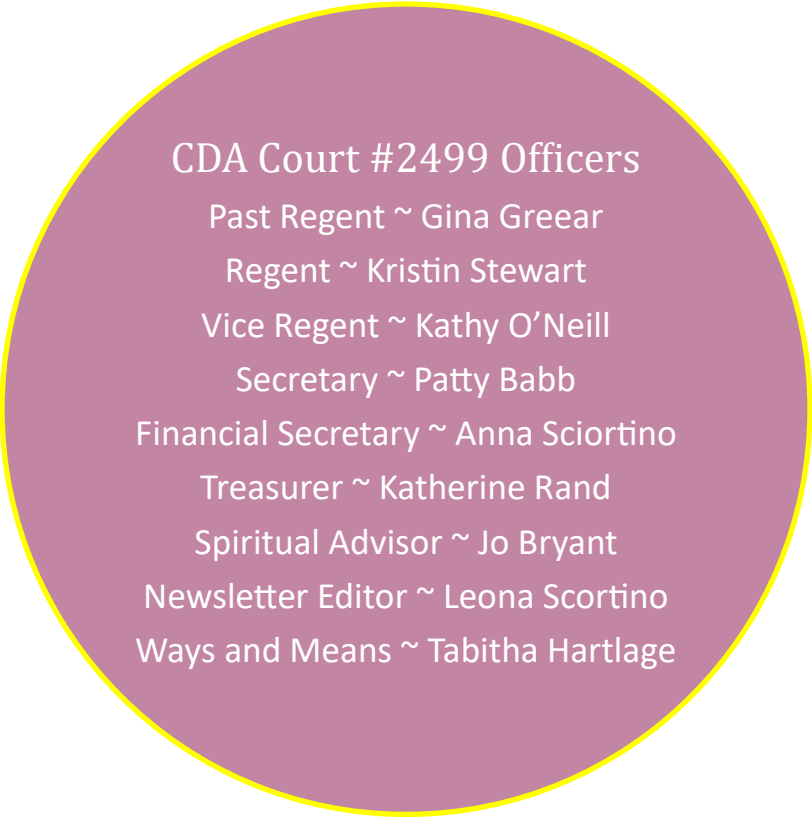 CDA Court #2499 Officers
Past Regent ~ Gina Greear
Regent ~ Kristin Stewart
Vice Regent ~ Kathy O’Neill
Secretary ~ Patty Babb
Financial Secretary ~ Anna Sciortino
Treasurer ~ Katherine Rand
Spiritual Advisor ~ Jo Bryant
Newsletter Editor ~ Leona Scortino
Ways and Means ~ Tabitha Hartlage